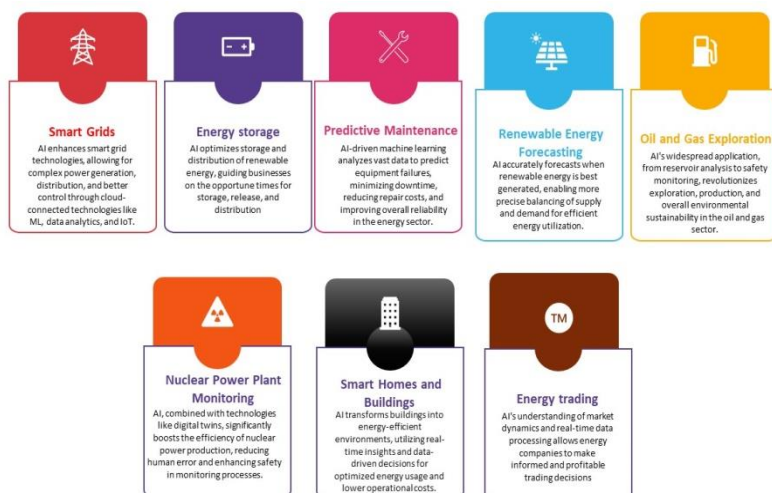 Smart Grids
AI enhances smart grid
technologies, allowing for
complex power generation,
distribution, and better
control through cloud-
connected technologies like
ML, data analytics, and IoT.
Energy storage
AI optimizes storage and
distribution of renewable
energy, guiding businesses
on the opportune times for
storage, release, and
distribution
Predictive Maintenance
AI-driven machine learning
analyzes vast data to predict
equipment failures,
minimizing downtime,
reducing repair costs, and
improving overall reliability
in the energy sector.
Renewable Energy
Forecasting
AI accurately forecasts when
renewable energy is best
generated, enabling more
precise balancing of supply
and demand for efficient
energy utilization.
Oil and Gas Exploration
AI's widespread application,
from reservoir analysis to safety
monitoring, revolutionizes
exploration, production, and
overall environmental
sustainability in the oil and gas
sector.
Nuclear Power Plant
Monitoring
AI, combined with technologies
like digital twins, significantly
boosts the efficiency of nuclear
power production, reducing
human error and enhancing safety
in monitoring processes.
Smart Homes and
Buildings
AI transforms buildings into
energy-efficient
environments, utilizing real-
time insights and data-
driven decisions for
optimized energy usage and
lower operational costs.
TM
Energy trading
AI's understanding of market
dynamics and real-time data
processing allows energy
companies to make
informed and profitable
trading decisions